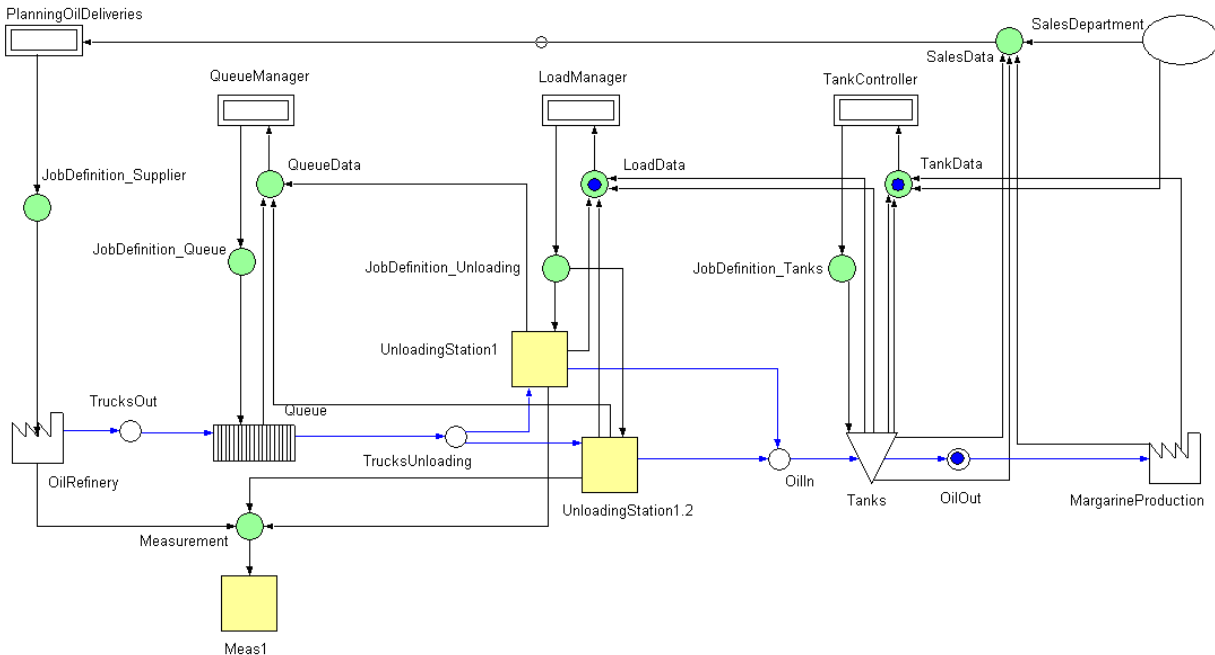 PlanningOilDeliveries
SalesDepartment
SalesData
QueueManager
LoadManager
TankController
QueueData
LoadData
TankData
JobDefinition_Supplier
JobDefinition_Queue
JobDefinition_Unloading
JobDefinition_Tanks
UnloadingStation1
TrucksOut
Queue
TrucksUnloading
OilRefinery
OilIn
Tanks
OilOut
MargarineProduction
UnloadingStation1.2
Measurement
Meas1